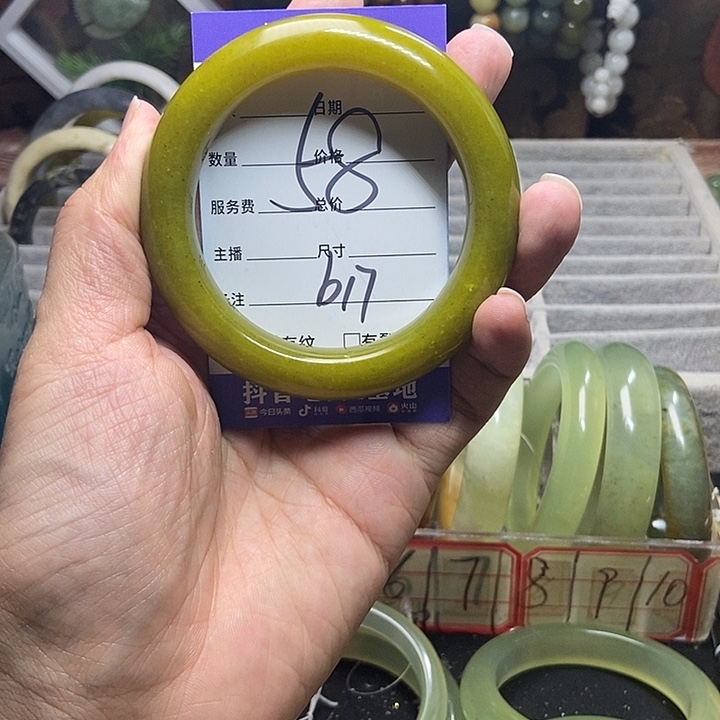 日期
58
数量 价格
服务费 总价
主播 尺寸
617
注
有纹 □有
抖音
今日头条 抖音 西瓜视频 火山
6 7 8 9 10